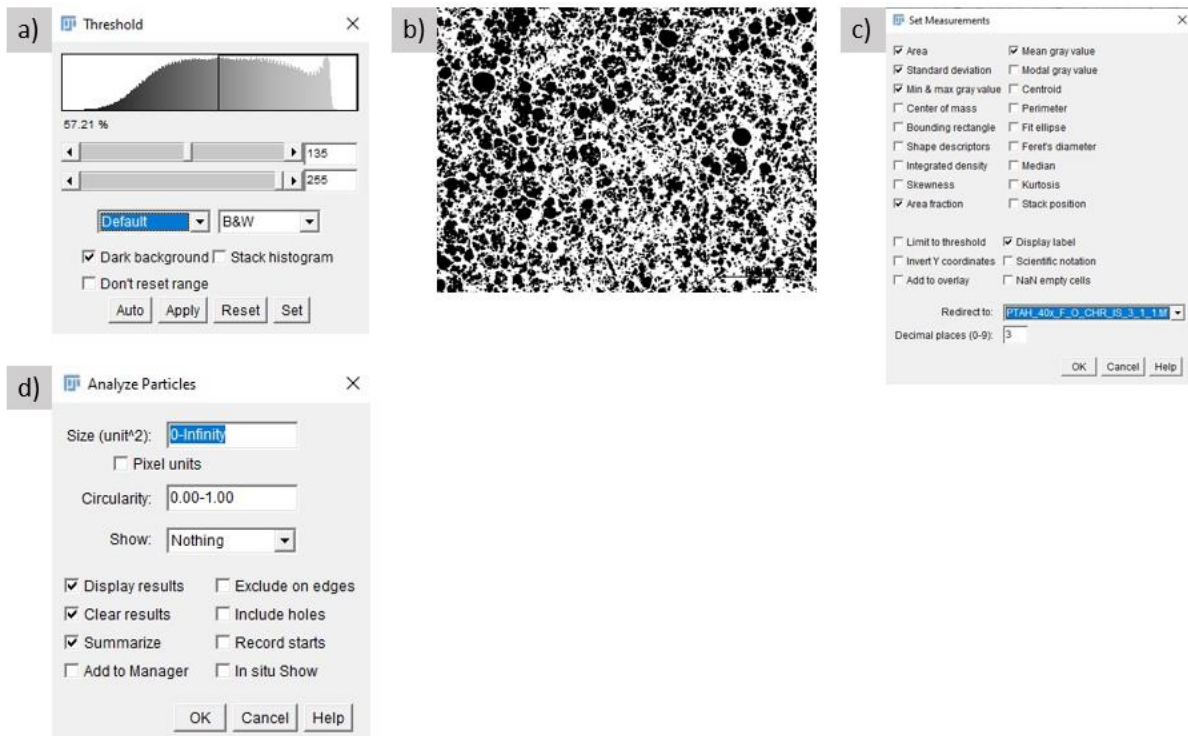 a)
Threshold
57.21 %
135
255
Default
B&W
Dark background
Stack histogram
Don't reset range
Auto
Apply
Reset
Set
b)
c)
Set Measurements
Area
Mean gray value
Standard deviation
Modal gray value
Min & max gray value
Centroid
Center of mass
Perimeter
Bounding rectangle
Fit ellipse
Shape descriptors
Feret's diameter
Integrated density
Median
Skewness
Kurtosis
Area fraction
Stack position
Limit to threshold
Display label
Invert Y coordinates
Scientific notation
Add to overlay
NaN empty cells
Redirect to:
PTAH_40x_F_O_CHR_IS_3_1_1.M
Decimal places (0-9):
3
OK
Cancel
Help
d)
Analyze Particles
Size (unit^2):
0-Infinity
Pixel units
Circularity:
0.00-1.00
Show:
Nothing
Display results
Exclude on edges
Clear results
Include holes
Summarize
Record starts
Add to Manager
In situ Show
OK
Cancel
Help